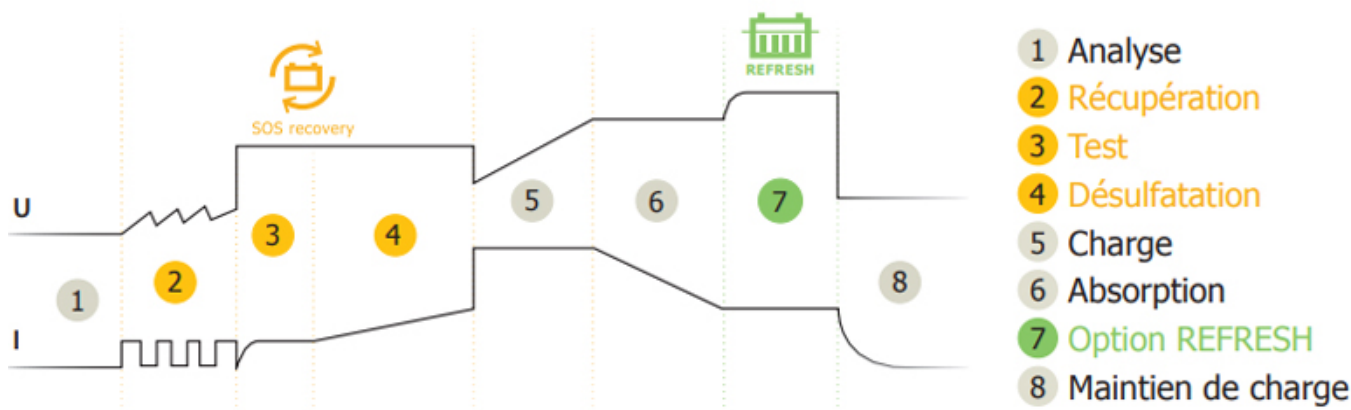 REFRESH
SOS recovery
U
I
1
2
3
4
5
6
7
8
1 Analyse
2 Récupération
3 Test
4 Désulfatation
5 Charge
6 Absorption
7 Option REFRESH
8 Maintien de charge